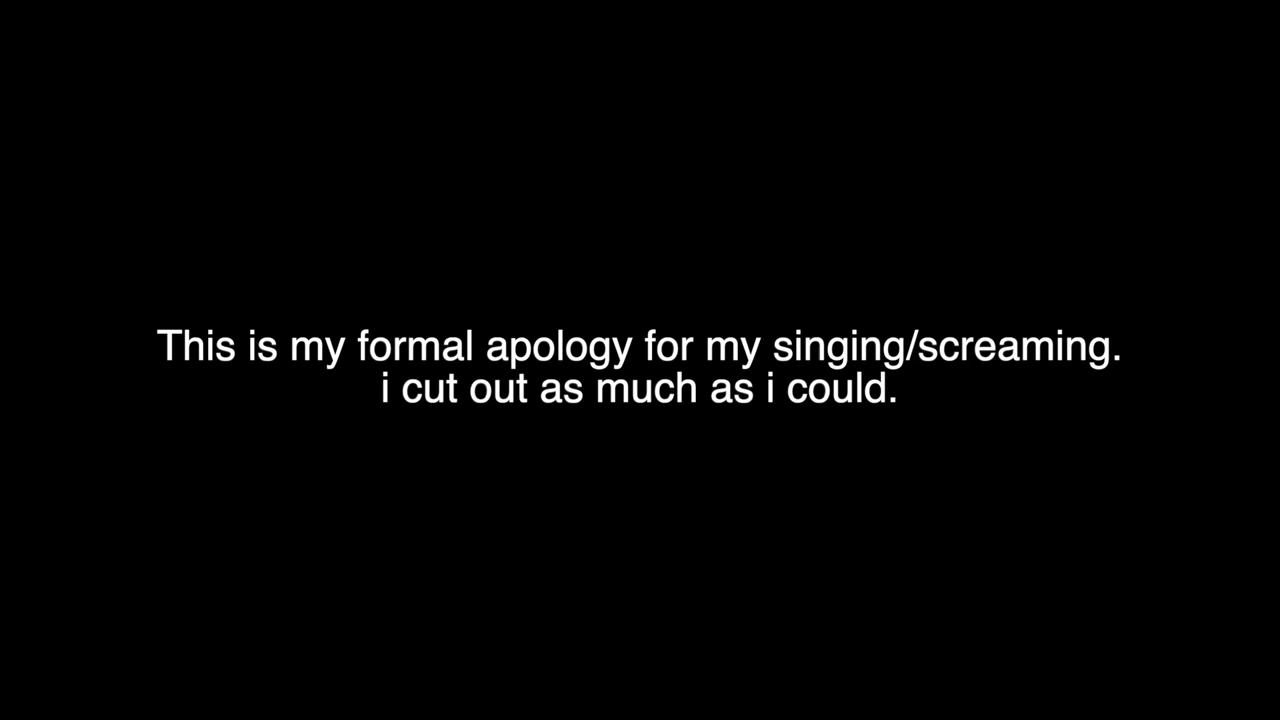 This is my formal apology for my singing/screaming.
i cut out as much as i could.